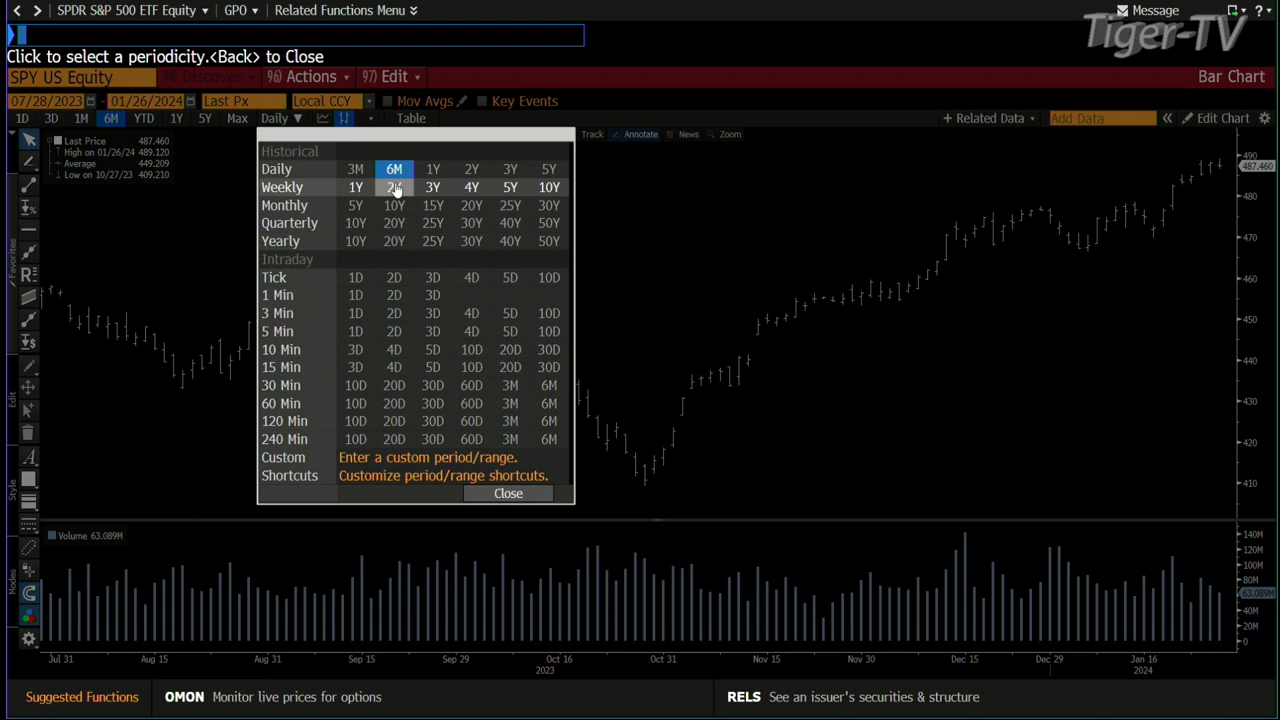 SPDR S&P 500 ETF Equity GPO Related Functions Menu Message ?
Tiger-TV
Click to select a periodicity.<Back> to Close
SPY US Equity 94) Discover 96) Actions 97) Edit Bar Chart
07/28/2023 - 01/26/2024 Last Px Local CCY Mov Avgs Key Events
1D 3D 1M 6M YTD 1Y 5Y Max Daily Table + Related Data Add Data « Edit Chart
Track Annotate News Zoom
Last Price 487.460
High on 01/26/24 489.120
Average 449.209
Low on 10/27/23 409.210
Historical
Daily 3M 6M 1Y 2Y 3Y 5Y
Weekly 1Y 2Y 3Y 4Y 5Y 10Y
Monthly 5Y 10Y 15Y 20Y 25Y 30Y
Quarterly 10Y 20Y 25Y 30Y 40Y 50Y
Yearly 10Y 20Y 25Y 30Y 40Y 50Y
Intraday
Tick 1D 2D 3D 4D 5D 10D
1 Min 1D 2D 3D
3 Min 1D 2D 3D 4D 5D 10D
5 Min 1D 2D 3D 4D 5D 10D
10 Min 3D 4D 5D 10D 20D 30D
15 Min 3D 4D 5D 10D 20D 30D
30 Min 10D 20D 30D 60D 3M 6M
60 Min 10D 20D 30D 60D 3M 6M
120 Min 10D 20D 30D 60D 3M 6M
240 Min 10D 20D 30D 60D 3M 6M
Custom Enter a custom period/range.
Shortcuts Customize period/range shortcuts.
Close
490
487.460
480
470
460
450
440
430
420
410
Favorites
Edit
Style
Modes
Volume 63.089M
140M
120M
100M
80M
63.089M
40M
20M
0
Jul 31 Aug 15 Aug 31 Sep 15 Sep 29 Oct 16 Oct 31 Nov 15 Nov 30 Dec 15 Dec 29 Jan 16
2023 2024
Suggested Functions OMON Monitor live prices for options RELS See an issuer's securities & structure